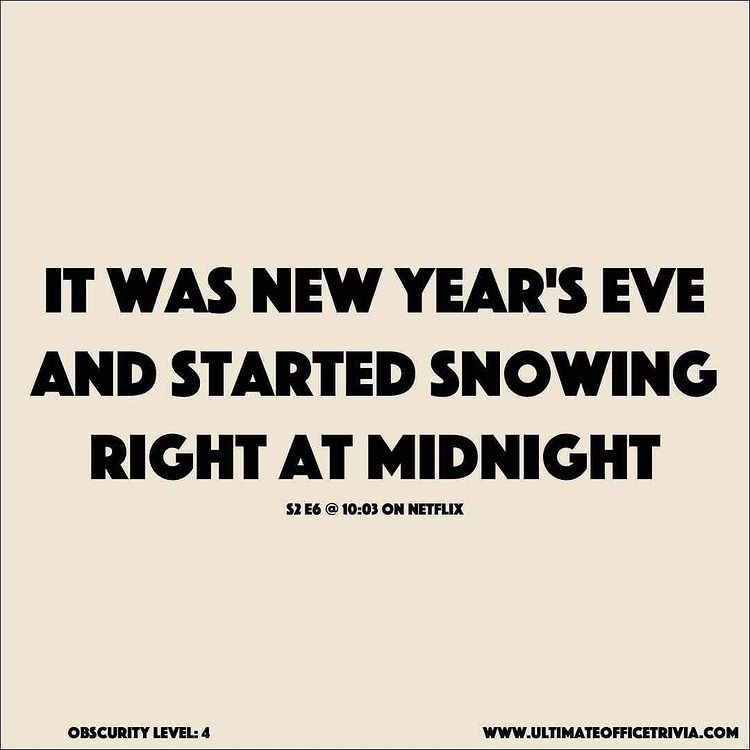 IT WAS NEW YEAR'S EVE
AND STARTED SNOWING
RIGHT AT MIDNIGHT
S2 E6 @ 10:03 ON NETFLIX
OBSCURITY LEVEL: 4
WWW.ULTIMATEOFFICETRIVIA.COM